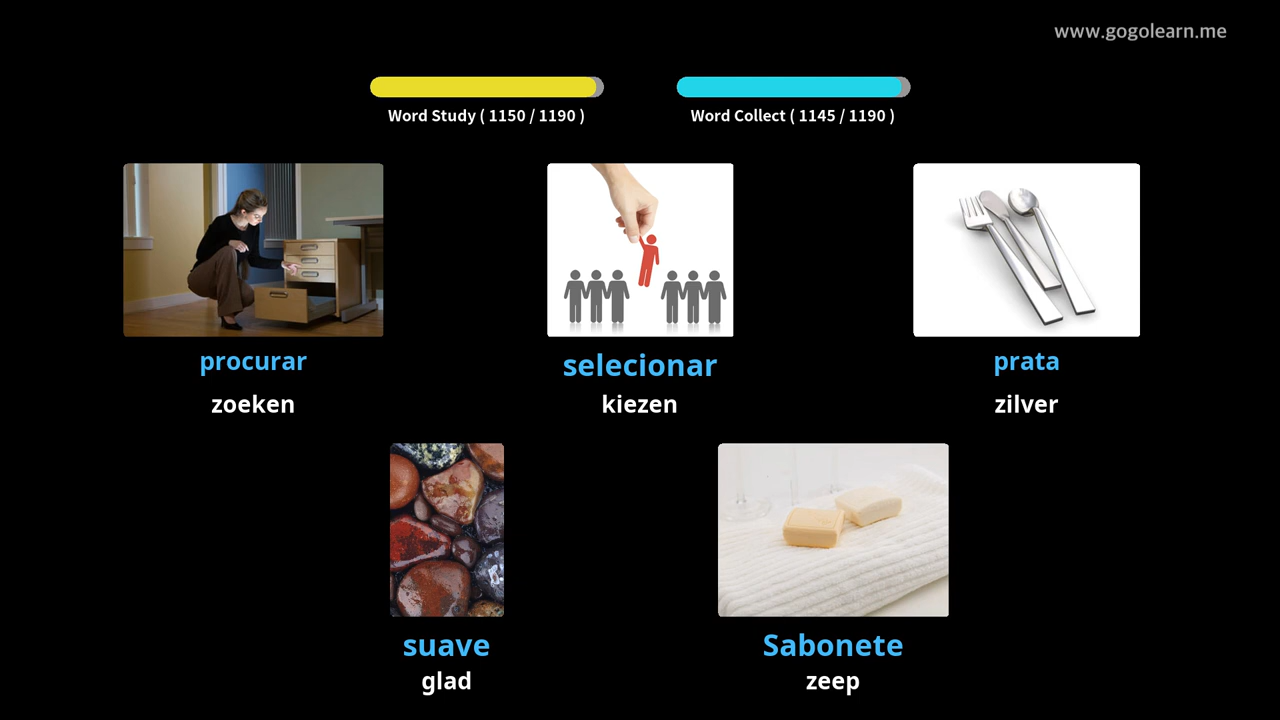 www.gogolearn.me
Word Study ( 1150 / 1190 )
Word Collect ( 1145 / 1190 )
procurar
selecionar
prata
zoeken
kiezen
zilver
suave
Sabonete
glad
zeep